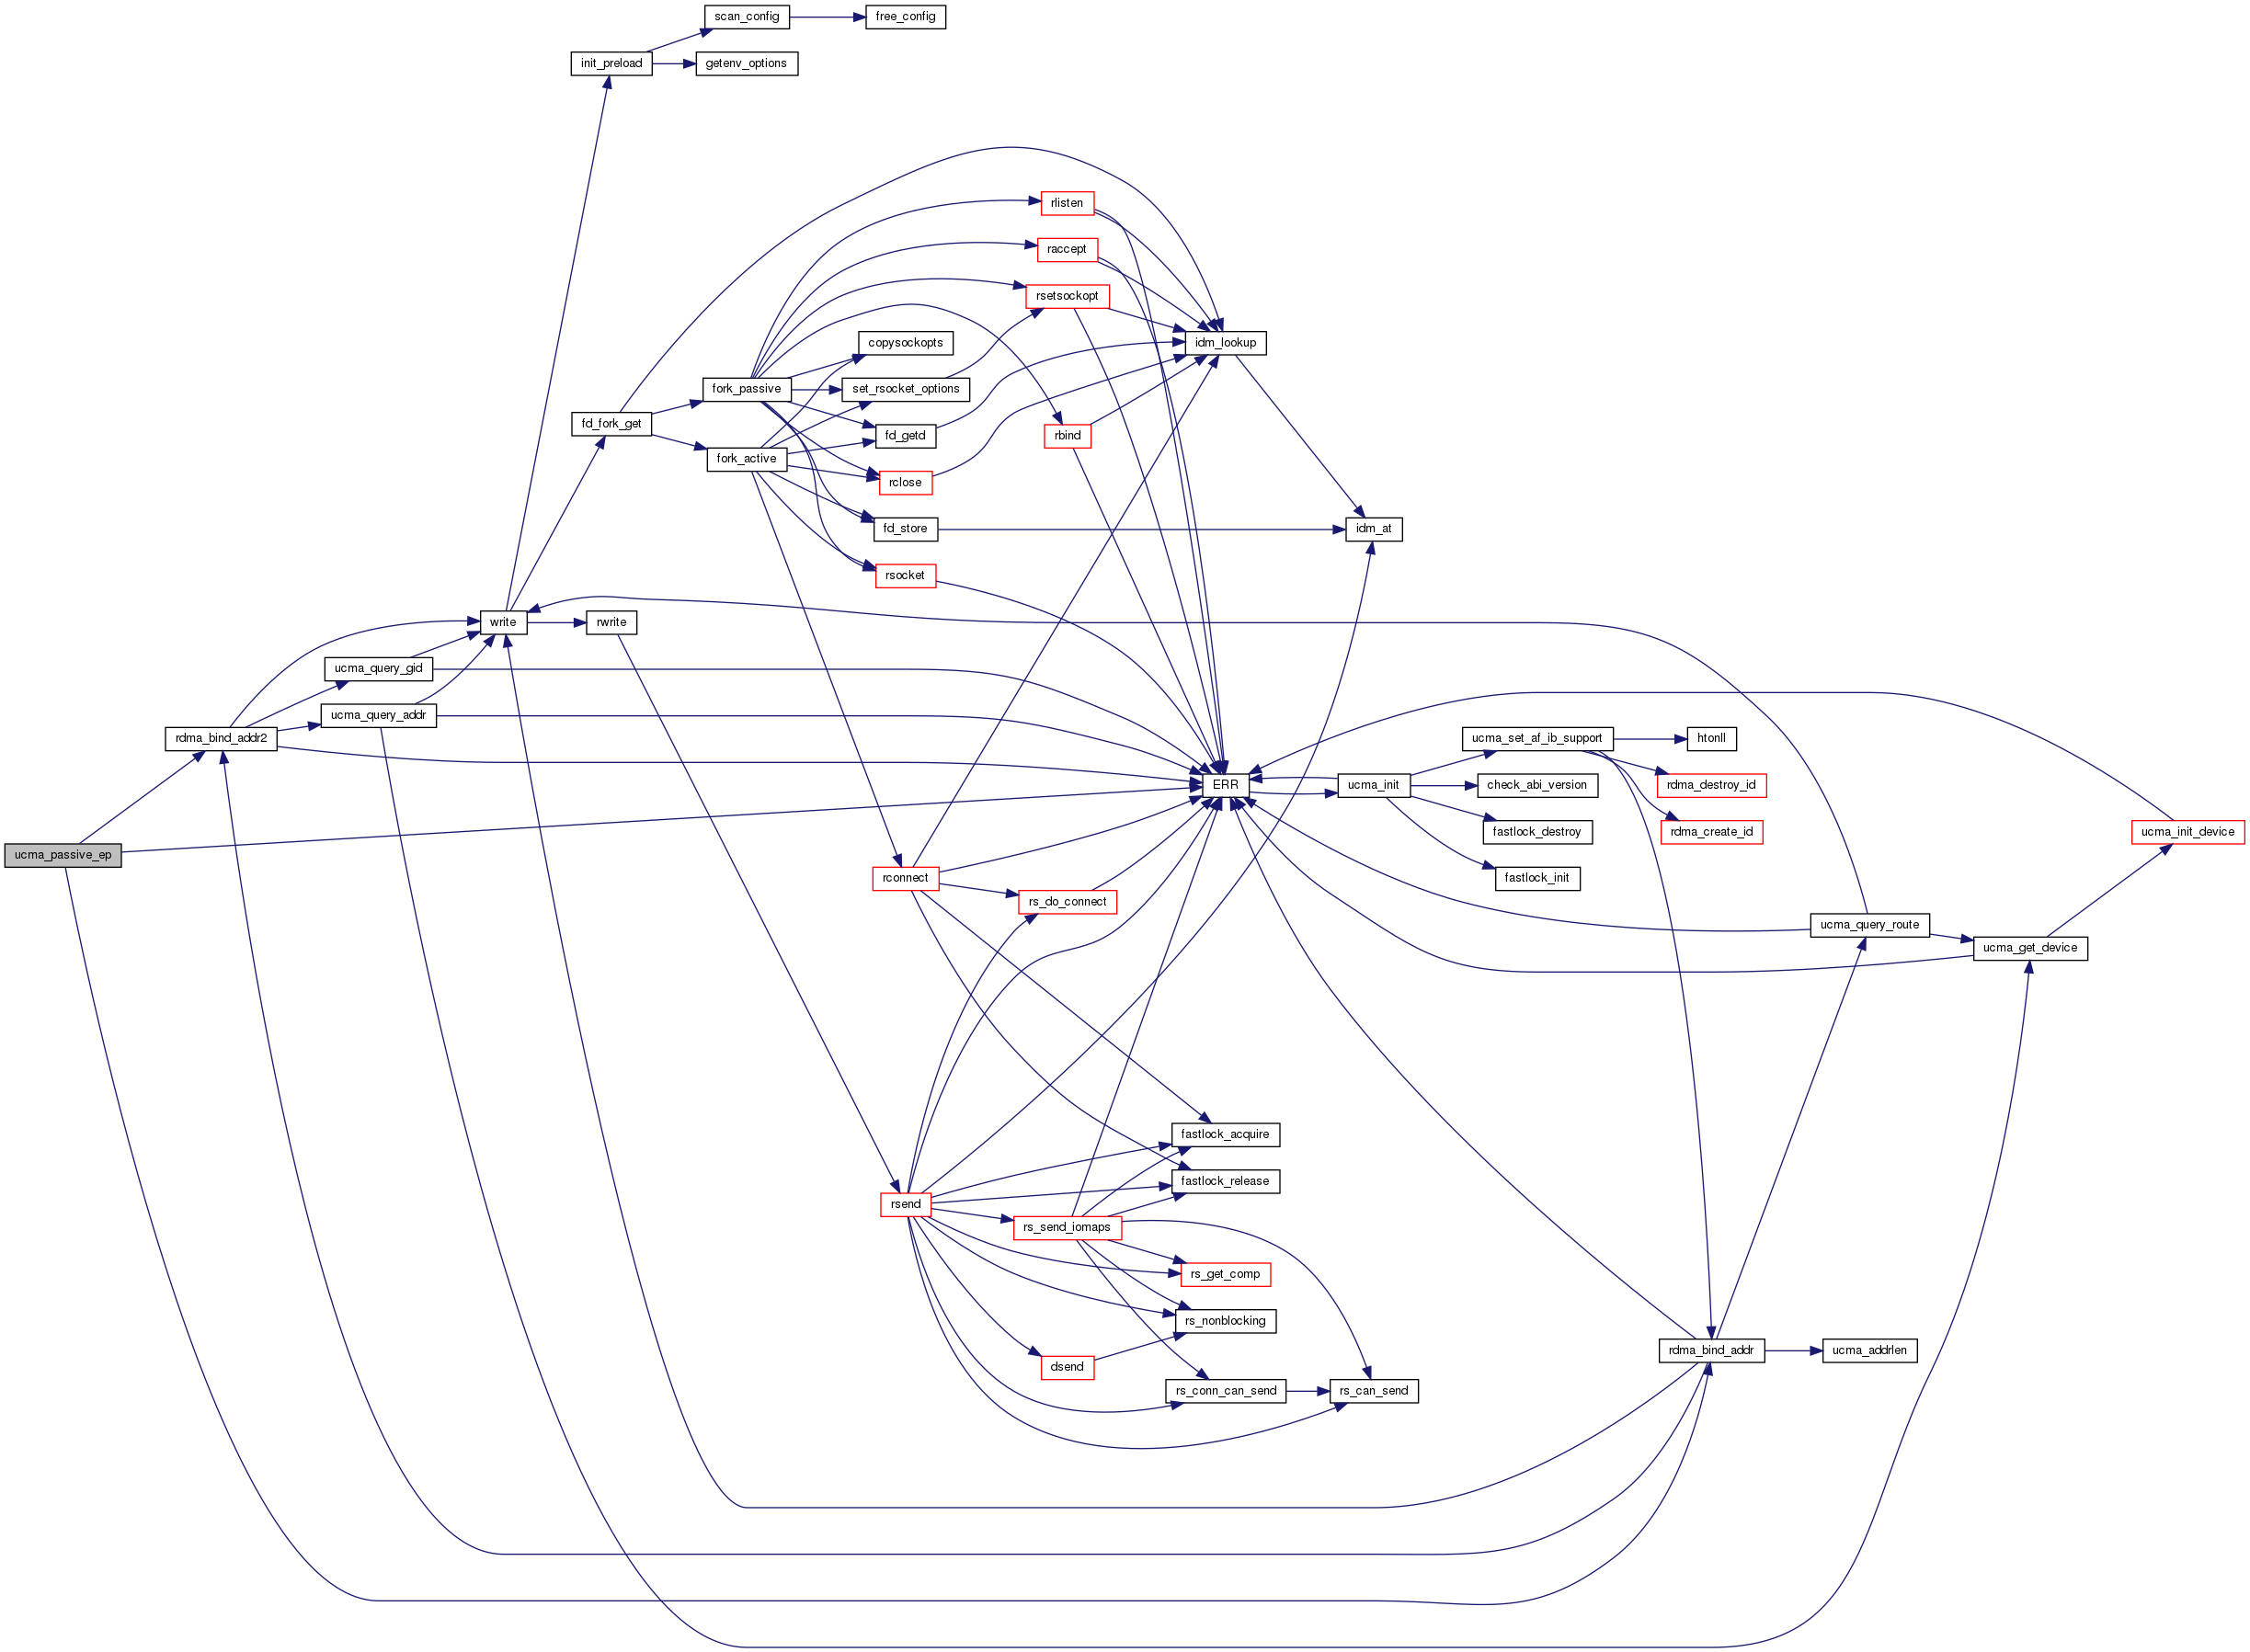 scan_config
free_config
init_preload
getenv_options
rlisten
raccept
rsetsockopt
copysockopts
idm_lookup
fork_passive
set_rsocket_options
fd_fork_get
fd_getd
rbind
fork_active
rclose
fd_store
idm_at
rsocket
write
rwrite
ucma_query_gid
ucma_query_addr
rdma_bind_addr2
ucma_set_af_ib_support
htonll
ERR
ucma_init
check_abi_version
rdma_destroy_id
fastlock_destroy
rdma_create_id
ucma_init_device
ucma_passive_ep
rconnect
fastlock_init
rs_do_connect
ucma_query_route
ucma_get_device
fastlock_acquire
fastlock_release
rsend
rs_send_iomaps
rs_get_comp
rs_nonblocking
rdma_bind_addr
ucma_addrlen
dsend
rs_conn_can_send
rs_can_send